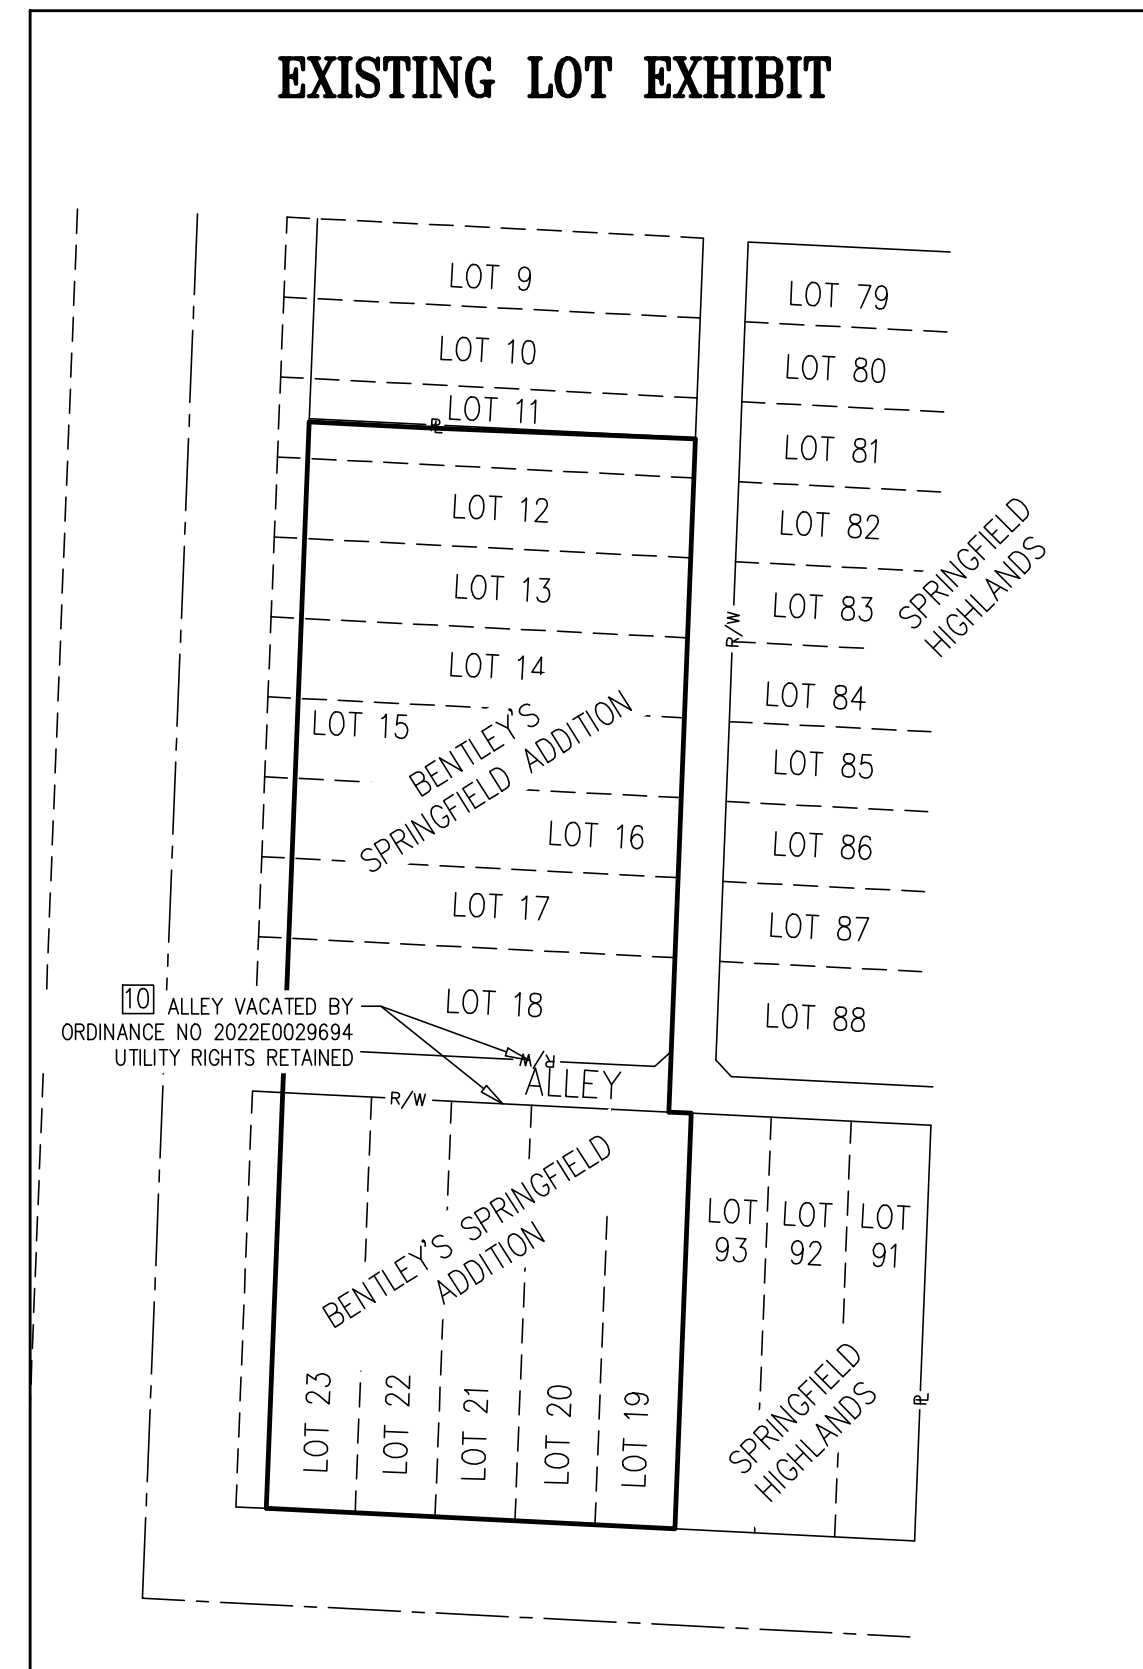 EXISTING LOT EXHIBIT
LOT 9
LOT 10
LOT 11
PL
LOT 12
LOT 13
LOT 14
LOT 15
BENTLEY'S
SPRINGFIELD ADDITION
LOT 16
LOT 17
LOT 18
10 ALLEY VACATED BY
ORDINANCE NO 2022E0029694
UTILITY RIGHTS RETAINED
R/W
ALLEY
R/W
LOT 79
LOT 80
LOT 81
LOT 82
LOT 83
R/W
LOT 84
LOT 85
LOT 86
LOT 87
LOT 88
SPRINGFIELD
HIGHLANDS
BENTLEY'S SPRINGFIELD
ADDITION
LOT 23
LOT 22
LOT 21
LOT 20
LOT 19
LOT
93
LOT
92
LOT
91
SPRINGFIELD
HIGHLANDS
PL